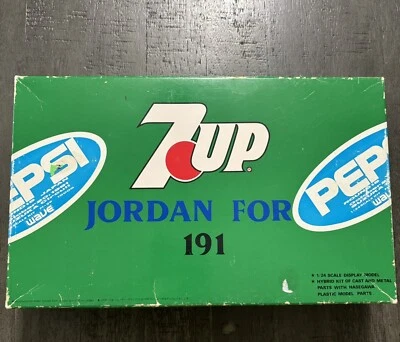 7UP
PEPSI
wave
PEPSI
wave
JORDAN FOR
191
1/24 SCALE DISPLAY MODEL
HYBRID KIT OF CAST AND METAL
PARTS WITH HASEGAWA
PLASTIC MODEL PARTS